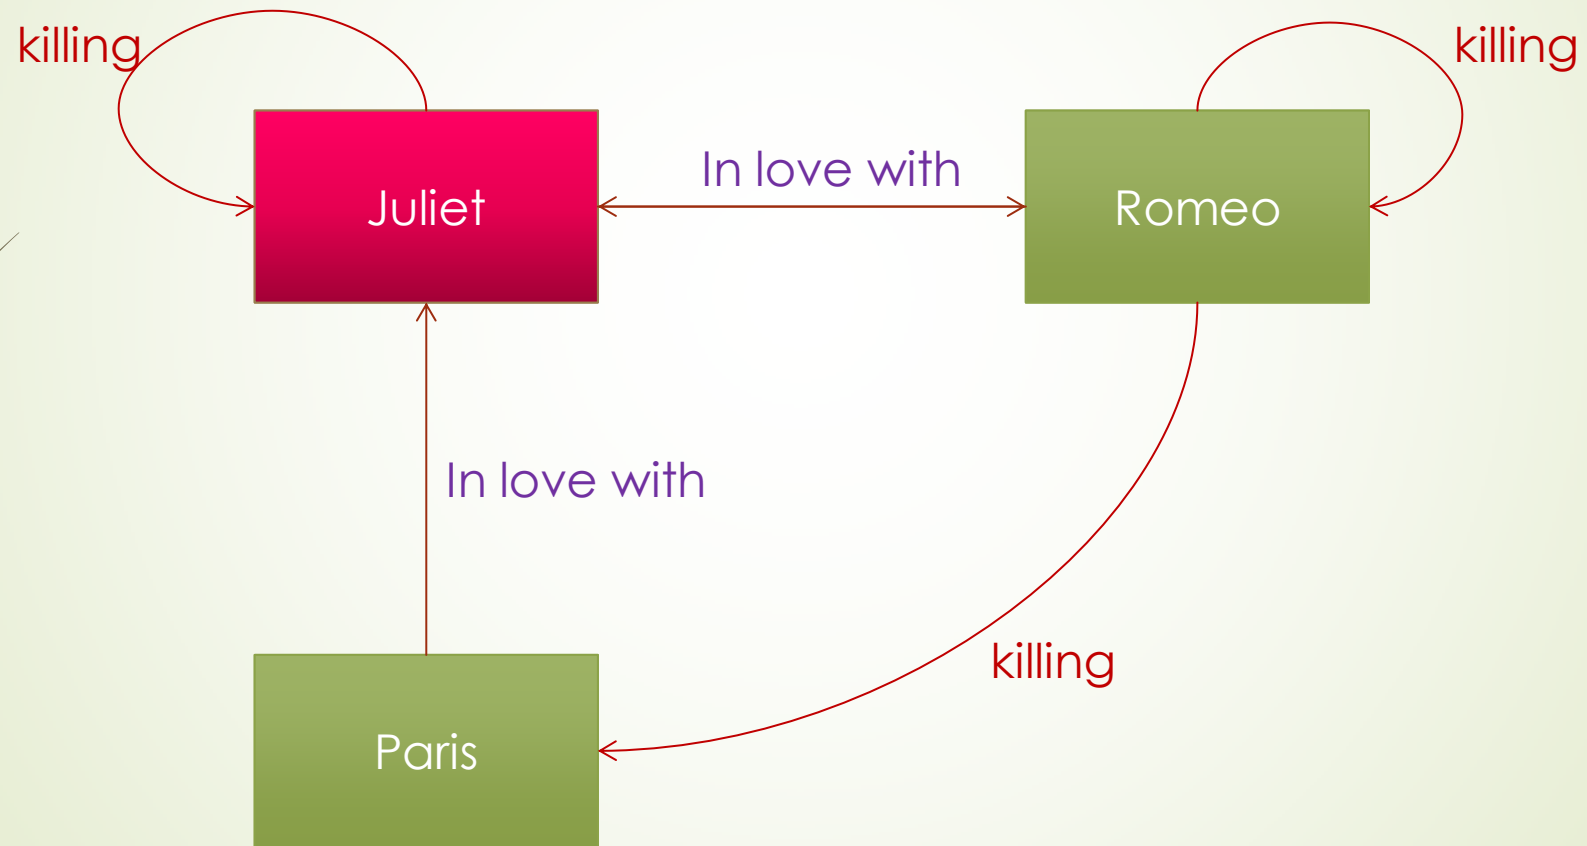 killing
killing
In love with
Juliet
Romeo
In love with
killing
Paris